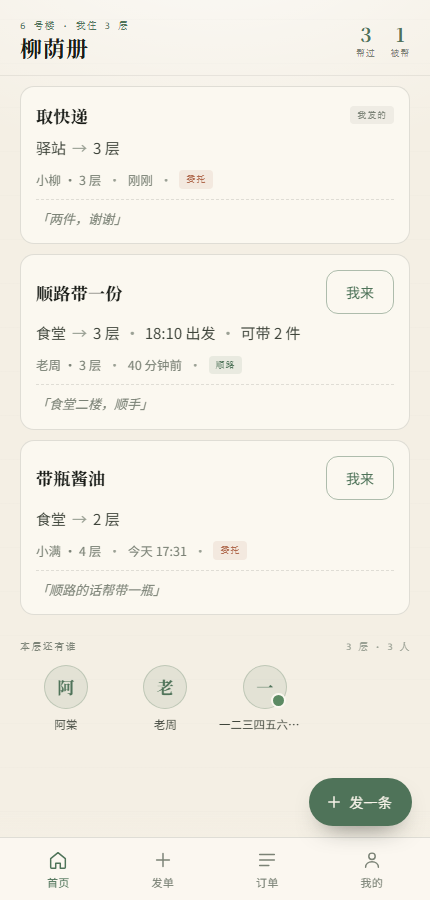 6 号楼 · 我住 3 层
柳荫册
3 1
帮过 被帮
取快递 我发的
驿站 → 3 层
小柳 · 3 层 · 刚刚 · 委托
「两件，谢谢」
顺路带一份 我来
食堂 → 3 层 · 18:10 出发 · 可带 2 件
老周 · 3 层 · 40 分钟前 · 顺路
「食堂二楼，顺手」
带瓶酱油 我来
食堂 → 2 层
小满 · 4 层 · 今天 17:31 · 委托
「顺路的话帮带一瓶」
本层还有谁 3 层 · 3 人
阿 老 一
阿棠 老周 一二三四五六…
+ 发一条
首页 发单 订单 我的